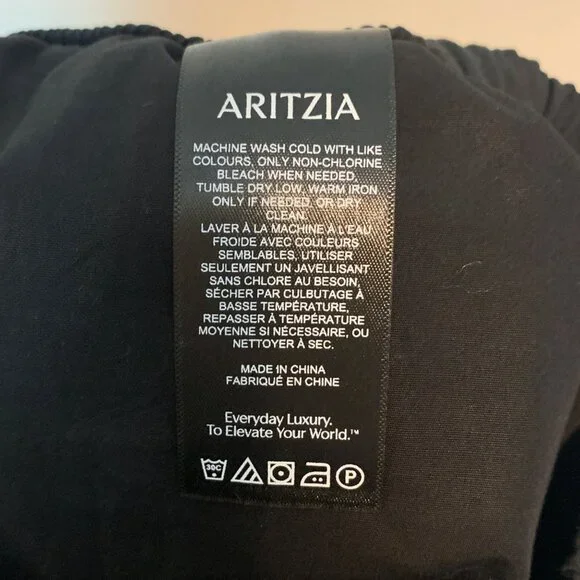 ARITZIA
MACHINE WASH COLD WITH LIKE
COLOURS, ONLY NON-CHLORINE
BLEACH WHEN NEEDED,
TUMBLE DRY LOW, WARM IRON
ONLY IF NEEDED, OR DRY
CLEAN.
LAVER À LA MACHINE À L'EAU
FROIDE AVEC COULEURS
SEMBLABLES, UTILISER
SEULEMENT UN JAVELLISANT
SANS CHLORE AU BESOIN,
SÉCHER PAR CULBUTAGE À
BASSE TEMPÉRATURE,
REPASSER À TEMPÉRATURE
MOYENNE SI NÉCESSAIRE, OU
NETTOYER À SEC.
MADE IN CHINA
FABRIQUÉ EN CHINE
Everyday Luxury.
To Elevate Your World.™
30C P